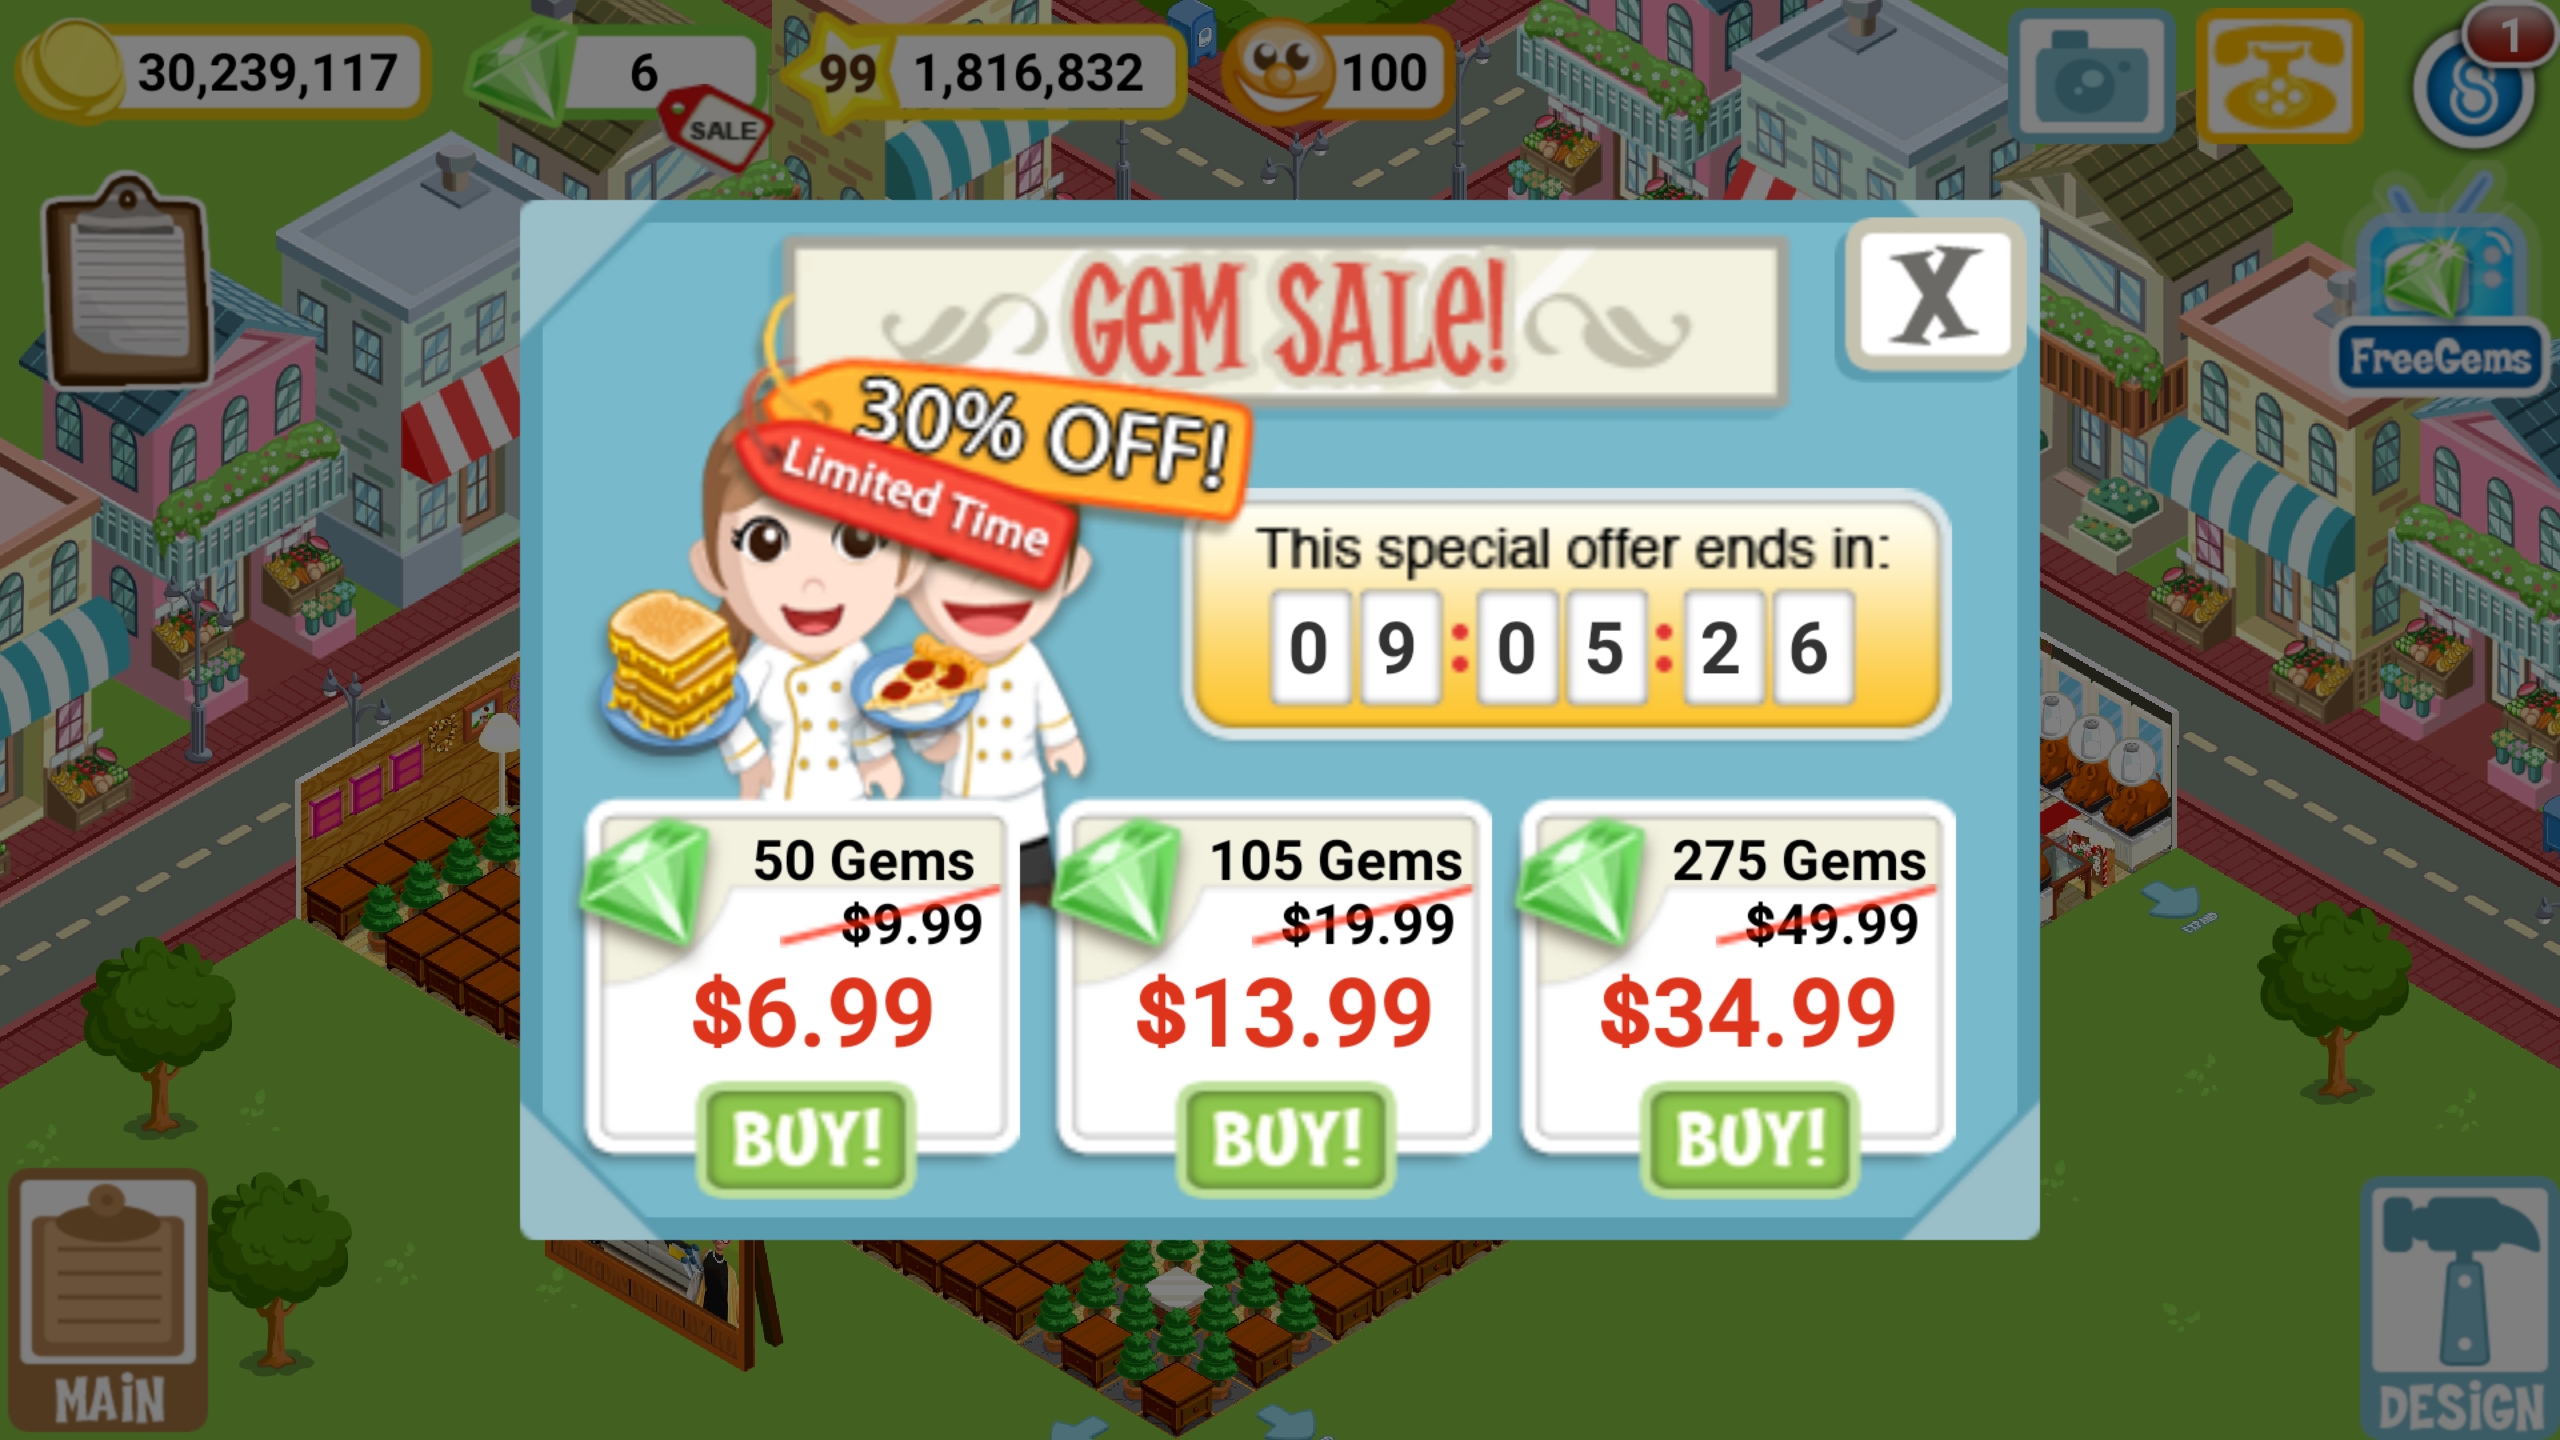 30,239,117
6
SALE
99
1,816,832
100
1
FreeGems
GeM SALe!
X
30% OFF!
Limited Time
This special offer ends in:
09:05:26
50 Gems
$9.99
$6.99
BUY!
105 Gems
$19.99
$13.99
BUY!
275 Gems
$49.99
$34.99
BUY!
EXPAND
MAiN
DESiGN